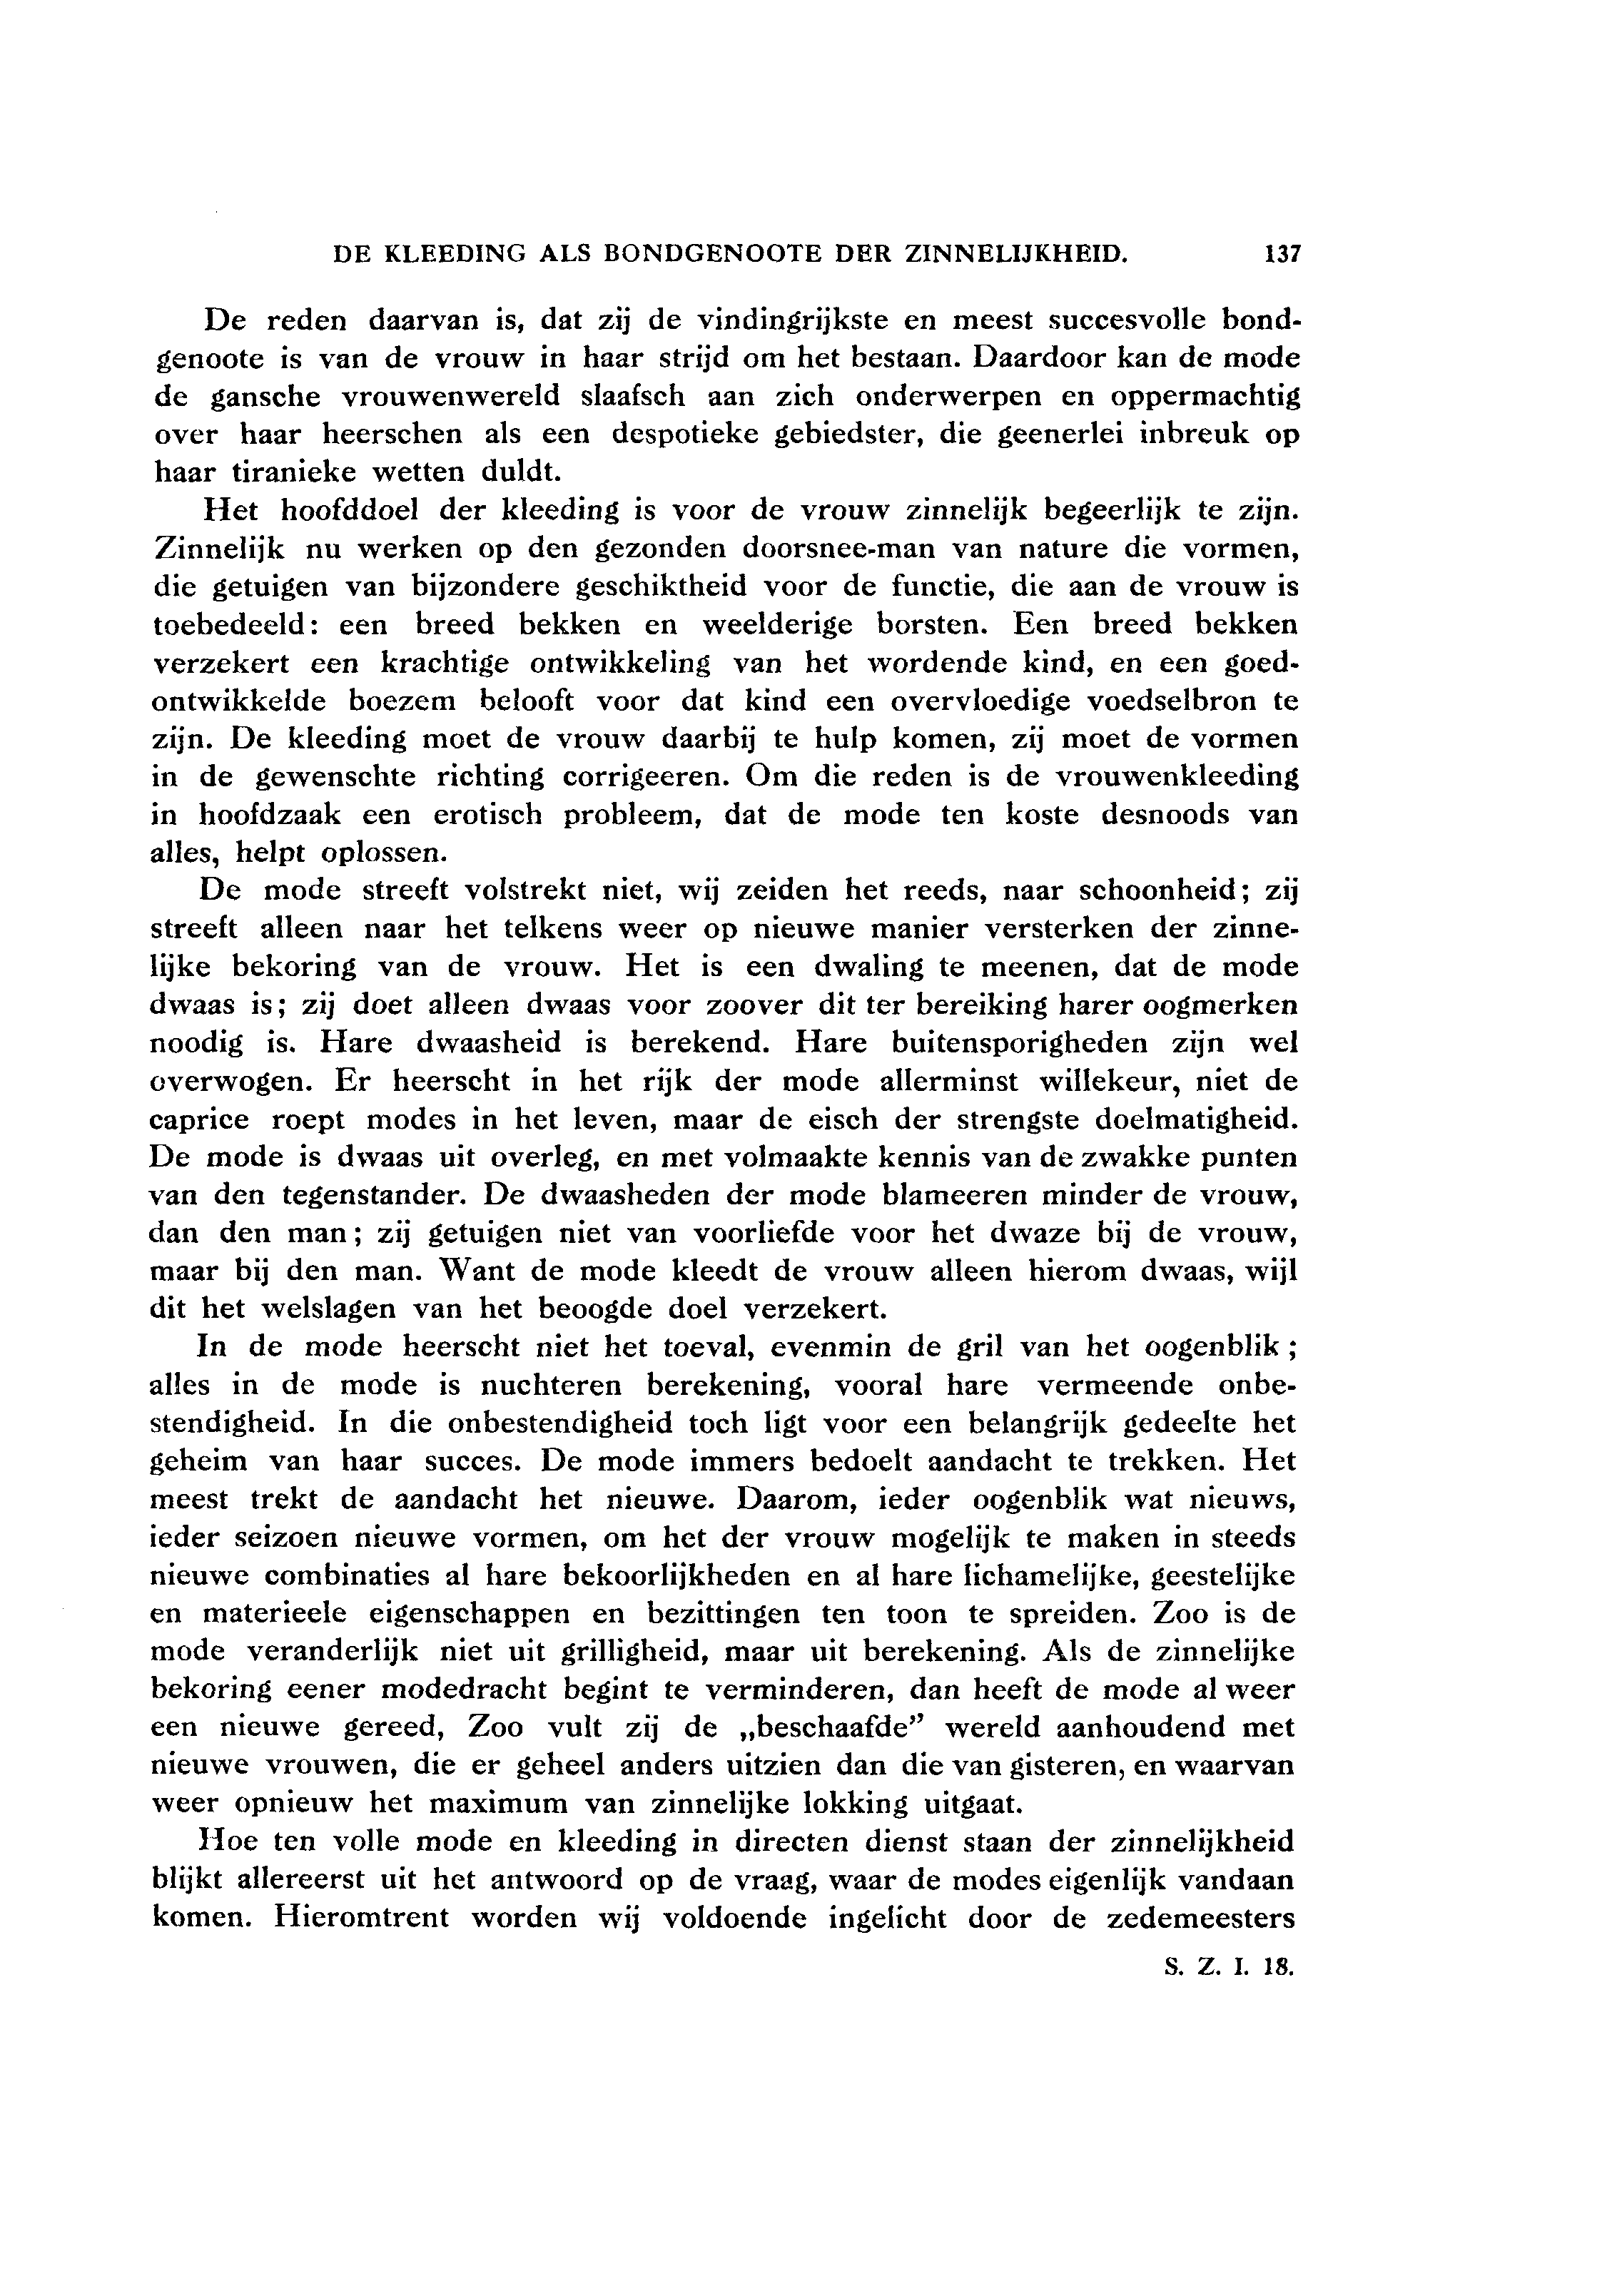 DE KLEEDING ALS BONDGENOOTE DER ZINNELIJKHEID. 137
De reden daarvan is, dat zij de vindingrijkste en meest succesvolle bond-
genoote is van de vrouw in haar strijd om het bestaan. Daardoor kan de mode
de gansche vrouwenwereld slaafsch aan zich onderwerpen en oppermachtig
over haar heerschen als een despotieke gebiedster, die geenerlei inbreuk op
haar tiranieke wetten duldt.
Het hoofddoel der kleeding is voor de vrouw zinnelijk begeerlijk te zijn.
Zinnelijk nu werken op den gezonden doorsnee-man van nature die vormen,
die getuigen van bijzondere geschiktheid voor de functie, die aan de vrouw is
toebedeeld: een breed bekken en weelderige borsten. Een breed bekken
verzekert een krachtige ontwikkeling van het wordende kind, en een goed-
ontwikkelde boezem belooft voor dat kind een overvloedige voedselbron te
zijn. De kleeding moet de vrouw daarbij te hulp komen, zij moet de vormen
in de gewenschte richting corrigeeren. Om die reden is de vrouwenkleeding
in hoofdzaak een erotisch probleem, dat de mode ten koste desnoods van
alles, helpt oplossen.
De mode streeft volstrekt niet, wij zeiden het reeds, naar schoonheid; zij
streeft alleen naar het telkens weer op nieuwe manier versterken der zinne-
lijke bekoring van de vrouw. Het is een dwaling te meenen, dat de mode
dwaas is; zij doet alleen dwaas voor zoover dit ter bereiking harer oogmerken
noodig is. Hare dwaasheid is berekend. Hare buitensporigheden zijn wel
overwogen. Er heerscht in het rijk der mode allerminst willekeur, niet de
caprice roept modes in het leven, maar de eisch der strengste doelmatigheid.
De mode is dwaas uit overleg, en met volmaakte kennis van de zwakke punten
van den tegenstander. De dwaasheden der mode blameeren minder de vrouw,
dan den man; zij getuigen niet van voorliefde voor het dwaze bij de vrouw,
maar bij den man. Want de mode kleedt de vrouw alleen hierom dwaas, wijl
dit het welslagen van het beoogde doel verzekert.
In de mode heerscht niet het toeval, evenmin de gril van het oogenblik ;
alles in de mode is nuchteren berekening, vooral hare vermeende onbe-
stendigheid. In die onbestendigheid toch ligt voor een belangrijk gedeelte het
geheim van haar succes. De mode immers bedoelt aandacht te trekken. Het
meest trekt de aandacht het nieuwe. Daarom, ieder oogenblik wat nieuws,
ieder seizoen nieuwe vormen, om het der vrouw mogelijk te maken in steeds
nieuwe combinaties al hare bekoorlijkheden en al hare lichamelijke, geestelijke
en materieele eigenschappen en bezittingen ten toon te spreiden. Zoo is de
mode veranderlijk niet uit grilligheid, maar uit berekening. Als de zinnelijke
bekoring eener modedracht begint te verminderen, dan heeft de mode al weer
een nieuwe gereed, Zoo vult zij de „beschaafde” wereld aanhoudend met
nieuwe vrouwen, die er geheel anders uitzien dan die van gisteren, en waarvan
weer opnieuw het maximum van zinnelijke lokking uitgaat.
Hoe ten volle mode en kleeding in directen dienst staan der zinnelijkheid
blijkt allereerst uit het antwoord op de vraag, waar de modes eigenlijk vandaan
komen. Hieromtrent worden wij voldoende ingelicht door de zedemeesters
S. Z. I. 18.